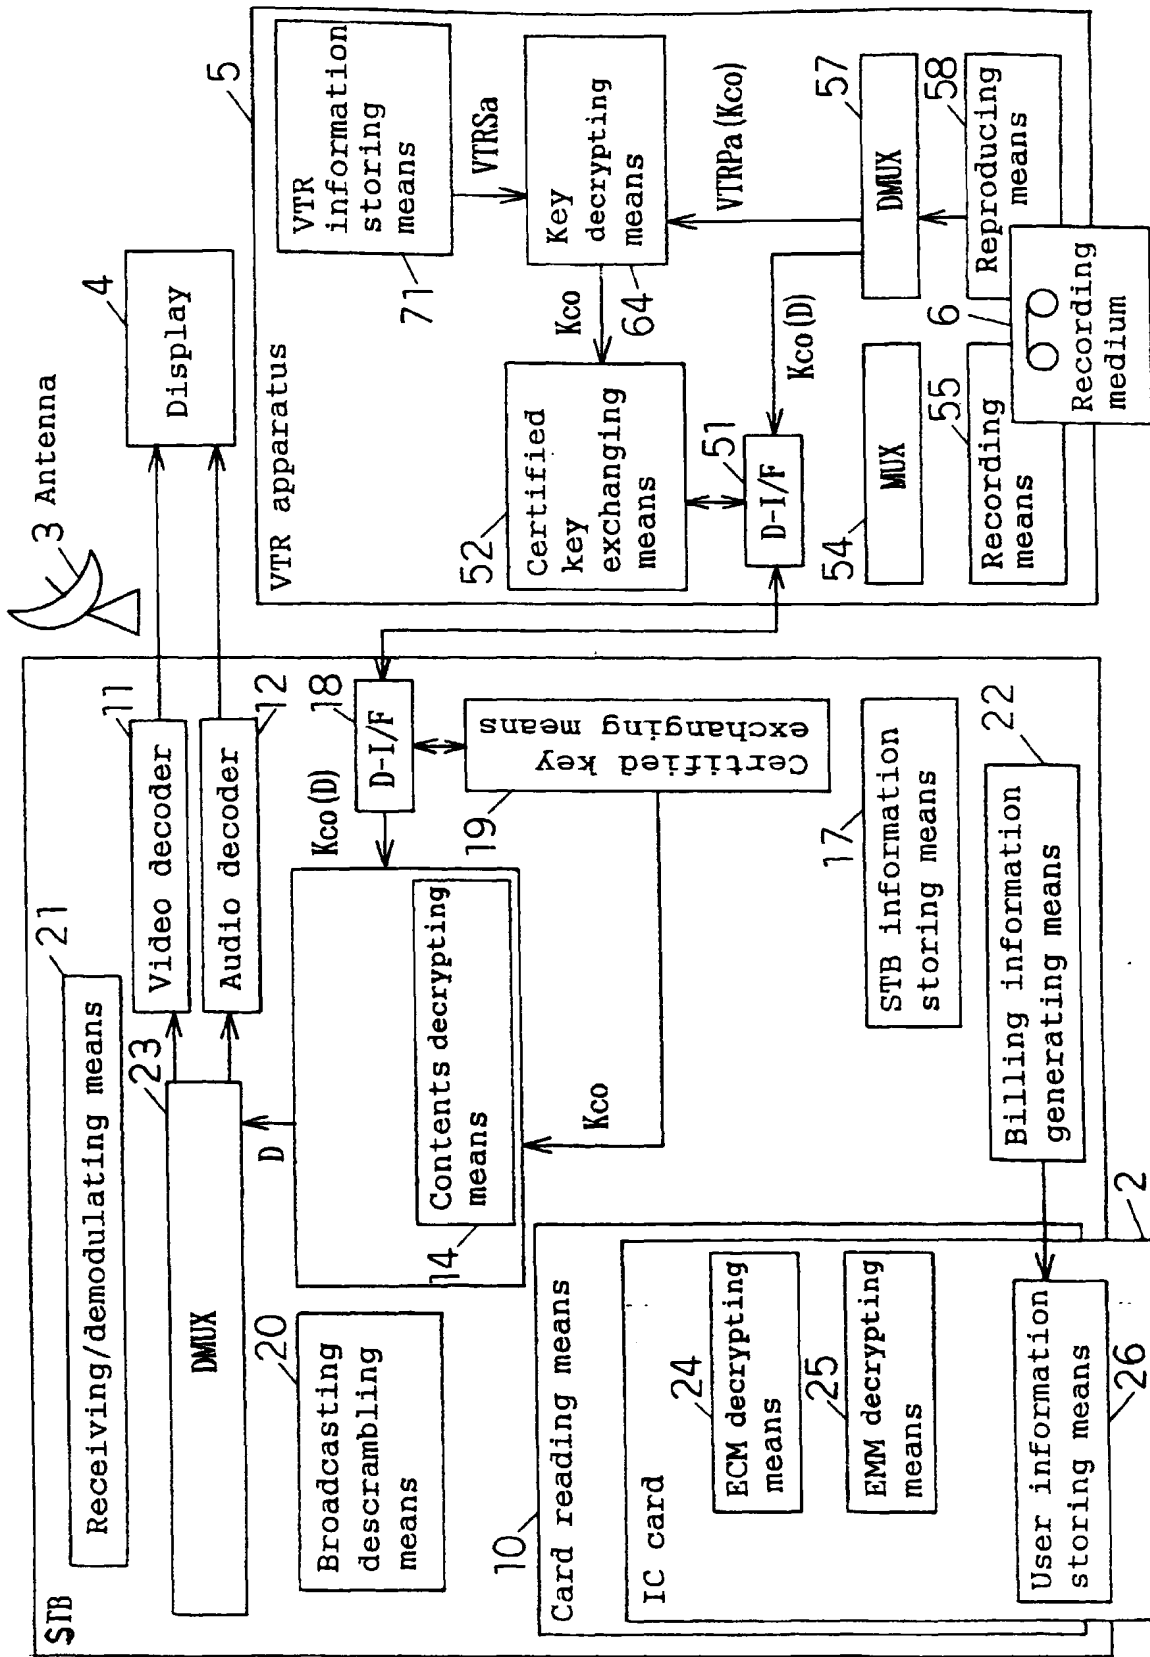 STB
Receiving/demodulating means
21
DMUX
23
Video decoder
11
Audio decoder
12
3
Antenna
Display
4
D
Broadcasting
descrambling
means
20
Contents decrypting
means
14
Kco(D)
D-I/F
18
Certified key
exchanging means
19
Kco
STB information
storing means
17
Billing information
generating means
22
Card reading means
10
IC card
2
ECM decrypting
means
24
EMM decrypting
means
25
User information
storing means
26
VTR apparatus
5
VTR
information
storing
means
71
VTRSa
Key
decrypting
means
64
Kco
Certified
key
exchanging
means
52
D-I/F
51
Kco(D)
VTRPa(Kco)
DMUX
57
MUX
54
Recording
means
55
Reproducing
means
58
6
Recording
medium